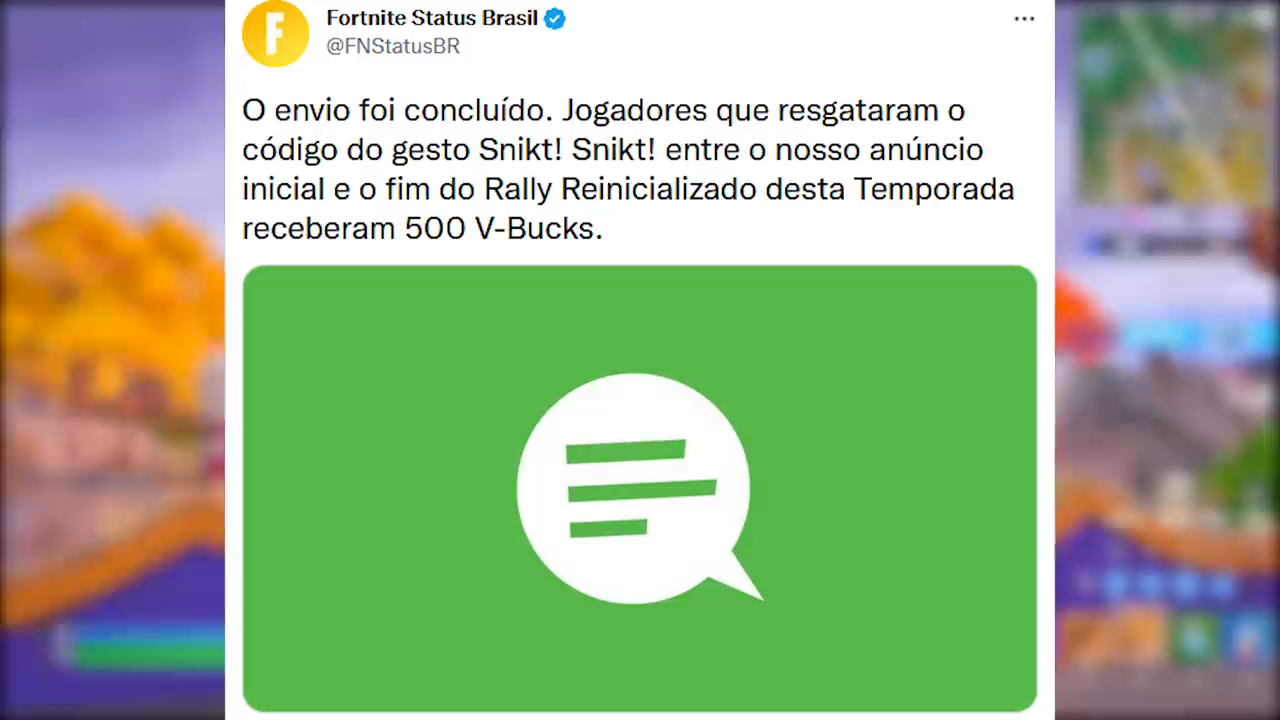 Fortnite Status Brasil
@FNStatusBR
O envio foi concluído. Jogadores que resgataram o
código do gesto Snikt! Snikt! entre o nosso anúncio
inicial e o fim do Rally Reinicializado desta Temporada
receberam 500 V-Bucks.